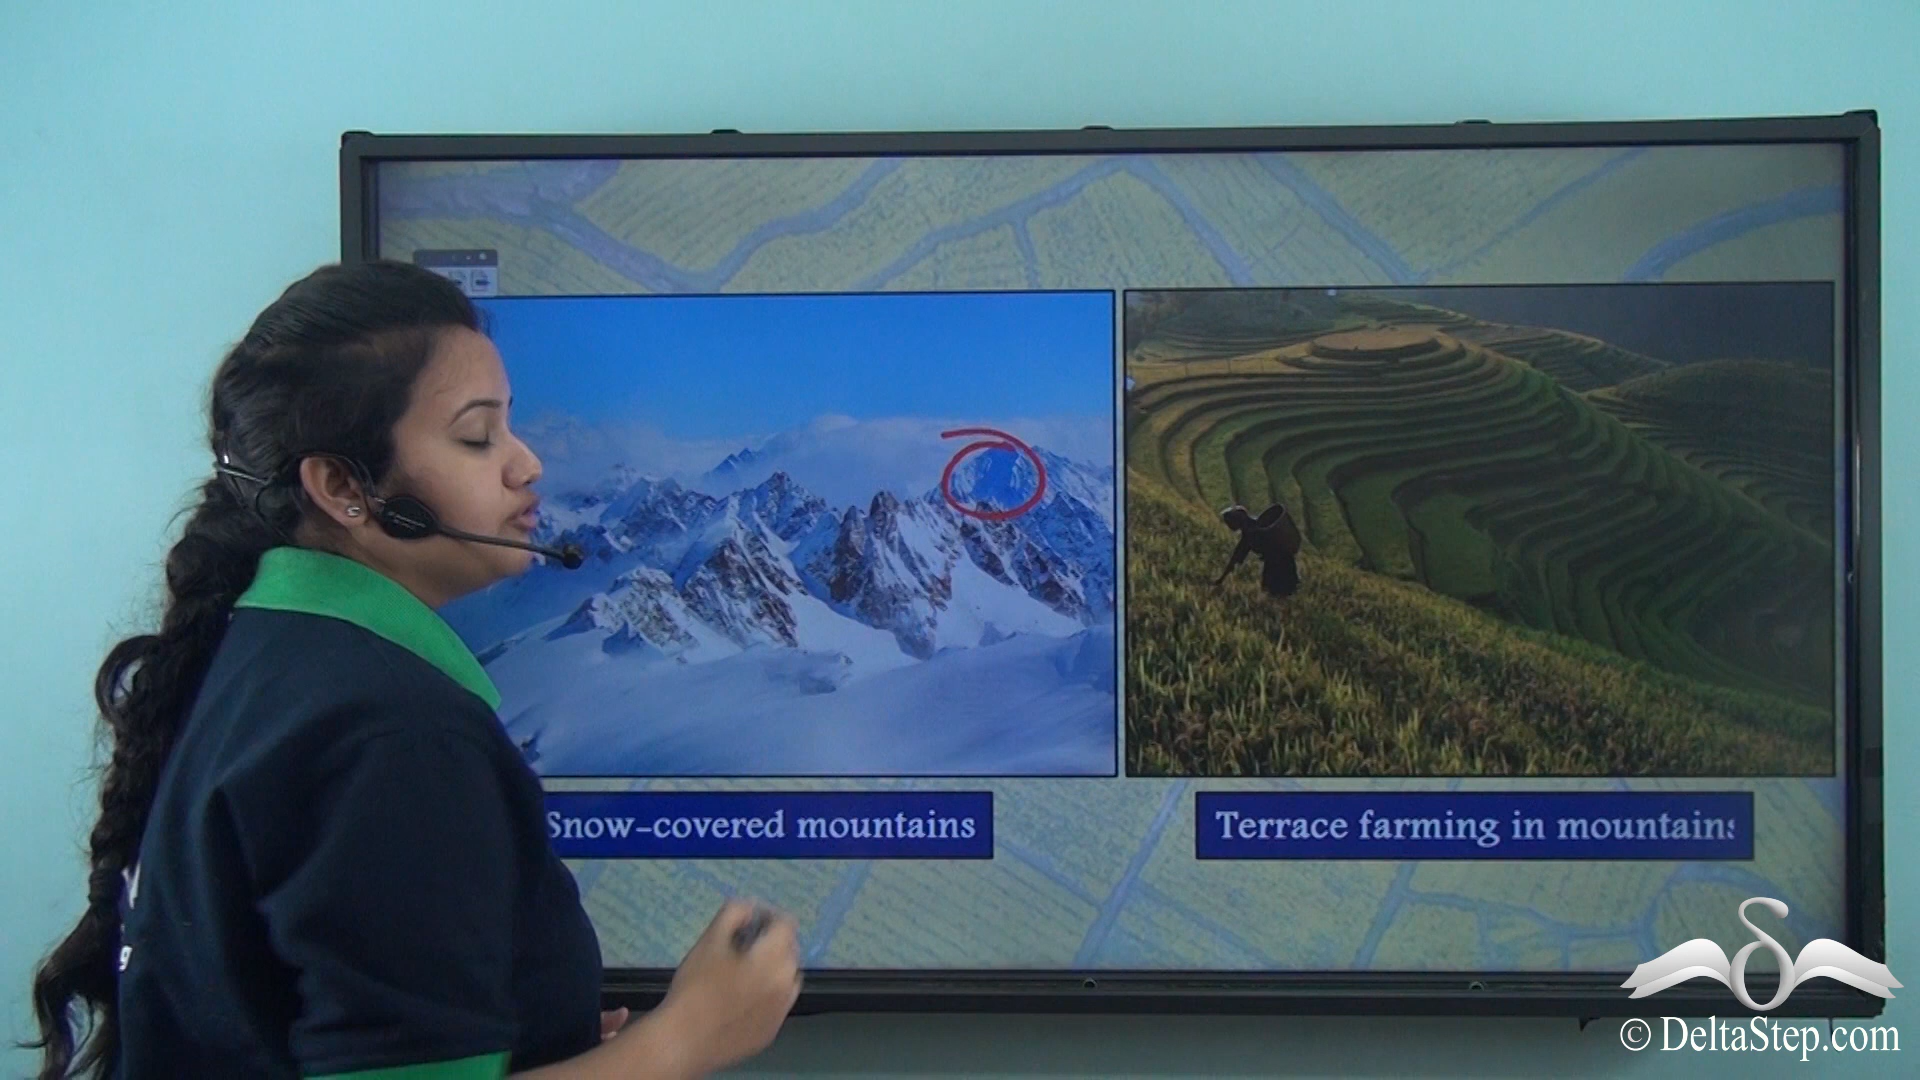 Snow-covered mountains
Terrace farming in mountains
© DeltaStep.com